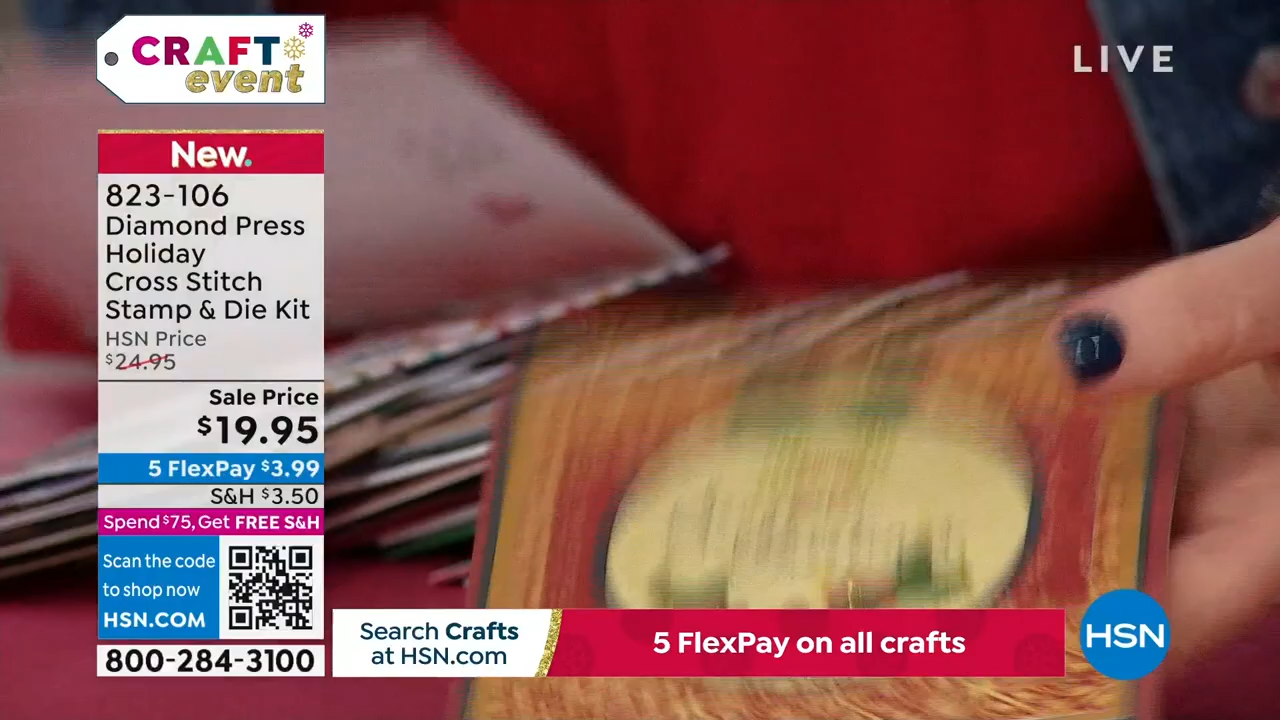 CRAFT
event
LIVE
New.
823-106
Diamond Press
Holiday
Cross Stitch
Stamp & Die Kit
HSN Price
$24.95
Sale Price
$19.95
5 FlexPay $3.99
S&H $3.50
Spend $75, Get FREE S&H
Scan the code
to shop now
HSN.COM
800-284-3100
Search Crafts
at HSN.com
5 FlexPay on all crafts
HSN